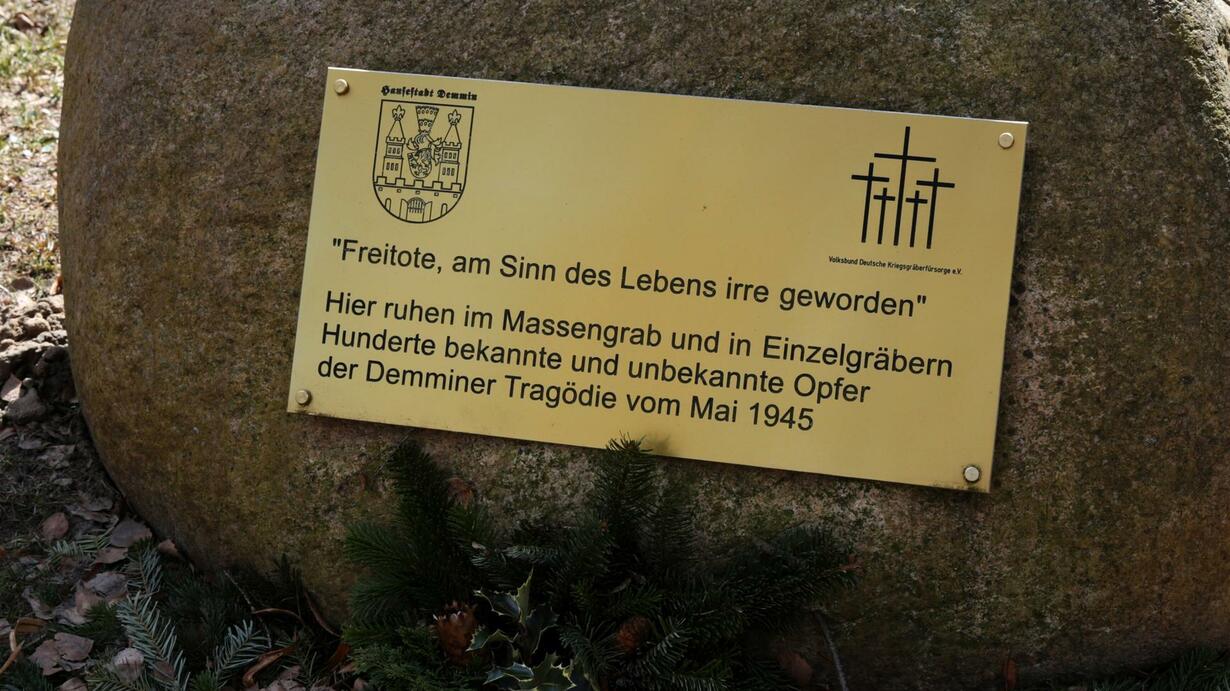 Hansestadt Demmin
Volksbund Deutsche Kriegsgräberfürsorge e.V.
"Freitote, am Sinn des Lebens irre geworden"
Hier ruhen im Massengrab und in Einzelgräbern
Hunderte bekannte und unbekannte Opfer
der Demminer Tragödie vom Mai 1945